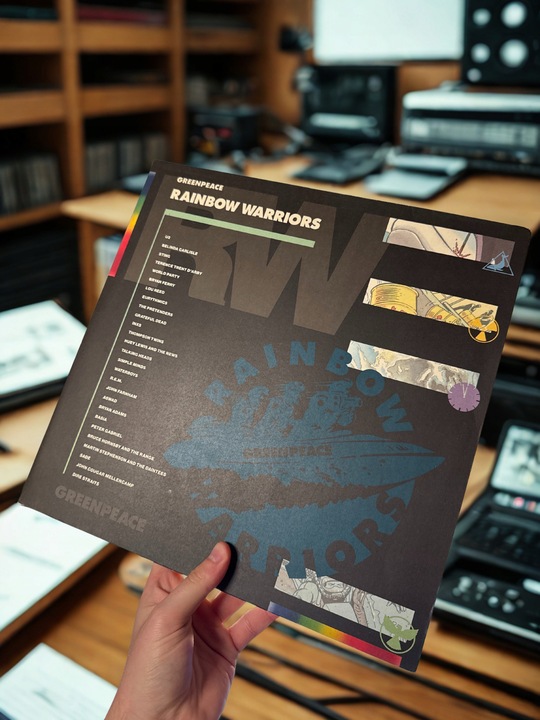 GREENPEACE
RAINBOW WARRIORS
RW
U2
BELINDA CARLISLE
STING
TERENCE TRENT D'ARBY
WORLD PARTY
BRYAN FERRY
LOU REED
EURYTHMICS
THE PRETENDERS
GRATEFUL DEAD
INXS
THOMPSON TWINS
HUEY LEWIS AND THE NEWS
TALKING HEADS
SIMPLE MINDS
WATERBOYS
R.E.M.
JOHN FARNHAM
ASWAD
BRYAN ADAMS
BASIA
PETER GABRIEL
BRUCE HORNSBY AND THE RANGE
MARTIN STEPHENSON AND THE DAINTEES
SADE
JOHN COUGAR MELLENCAMP
DIRE STRAITS
RAINBOW
GREENPEACE
WARRIORS
GREENPEACE